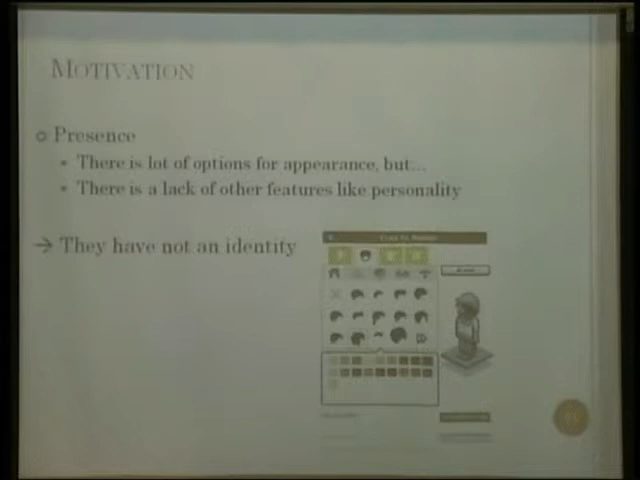 MOTIVATION
Presence
There is lot of options for appearance, but...
There is a lack of other features like personality
→ They have not an identity